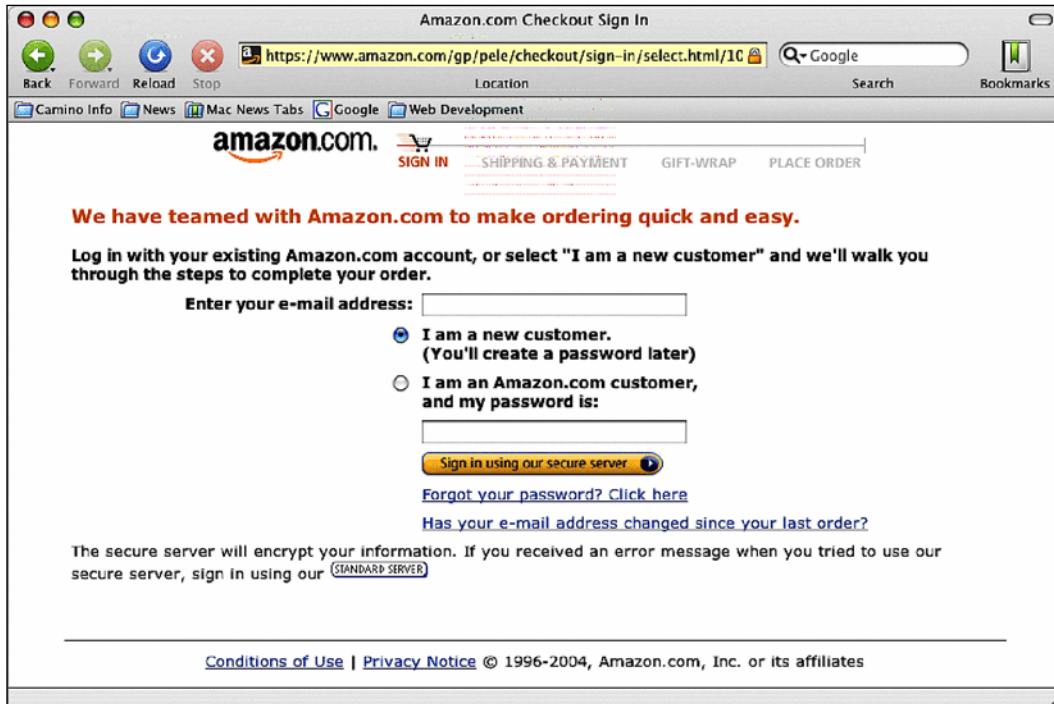 Amazon.com Checkout Sign In
https://www.amazon.com/gp/pele/checkout/sign-in/select.html/10
Google
Back Forward Reload Stop Location Search Bookmarks
Camino Info News Mac News Tabs Google Web Development
amazon.com.
SIGN IN SHIPPING & PAYMENT GIFT-WRAP PLACE ORDER
We have teamed with Amazon.com to make ordering quick and easy.
Log in with your existing Amazon.com account, or select "I am a new customer" and we'll walk you
through the steps to complete your order.
Enter your e-mail address:
I am a new customer.
(You'll create a password later)
I am an Amazon.com customer,
and my password is:
Sign in using our secure server
Forgot your password? Click here
Has your e-mail address changed since your last order?
The secure server will encrypt your information. If you received an error message when you tried to use our
secure server, sign in using our STANDARD SERVER
Conditions of Use | Privacy Notice © 1996-2004, Amazon.com, Inc. or its affiliates